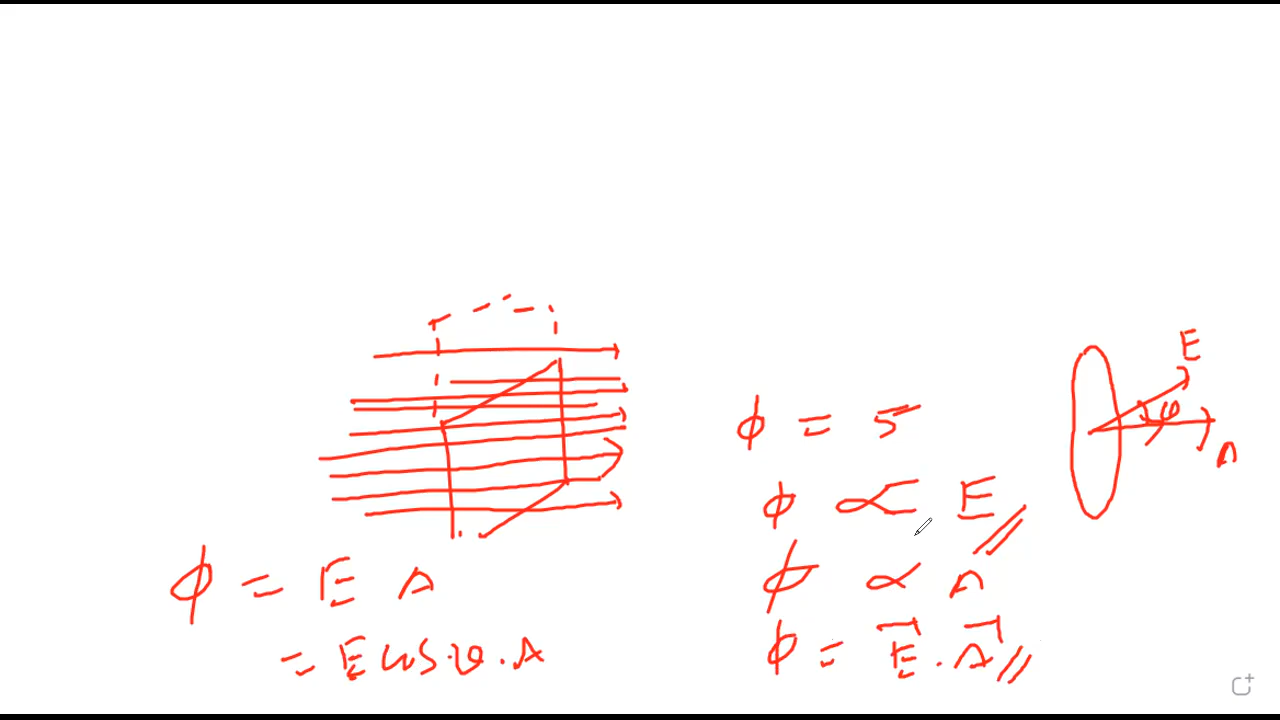 E
φ
A
ϕ = 5
ϕ ∝ E
ϕ ∝ A
ϕ = E⃗ . A⃗
ϕ = E A
= E cos θ . A